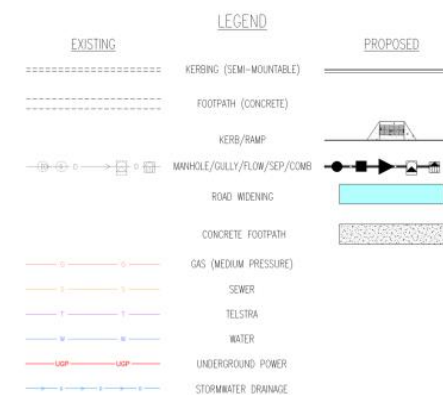 LEGEND
EXISTING PROPOSED
KERBING (SEMI-MOUNTABLE)
FOOTPATH (CONCRETE)
KERB/RAMP
MANHOLE/GULLY/FLOW/SEP/COMB
ROAD WIDENING
CONCRETE FOOTPATH
G G GAS (MEDIUM PRESSURE)
S S SEWER
T T TELSTRA
W W WATER
UGP UGP UNDERGROUND POWER
STORMWATER DRAINAGE